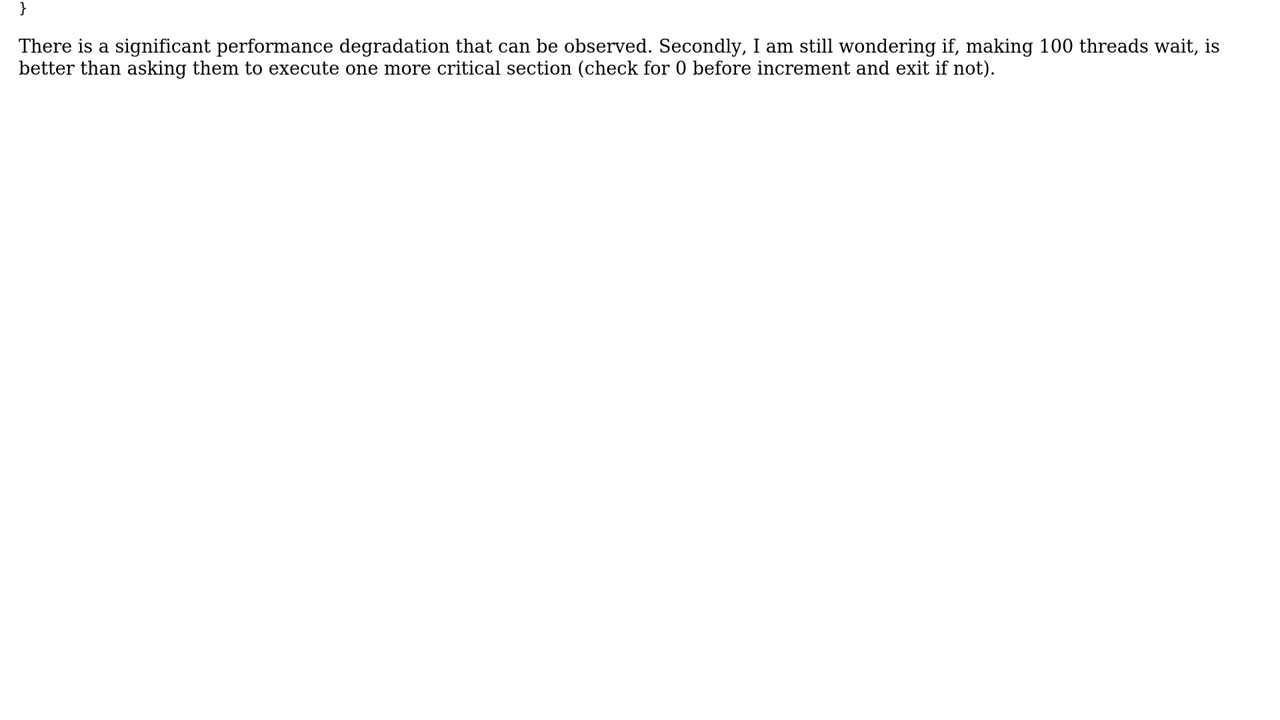 }
There is a significant performance degradation that can be observed. Secondly, I am still wondering if, making 100 threads wait, is
better than asking them to execute one more critical section (check for 0 before increment and exit if not).